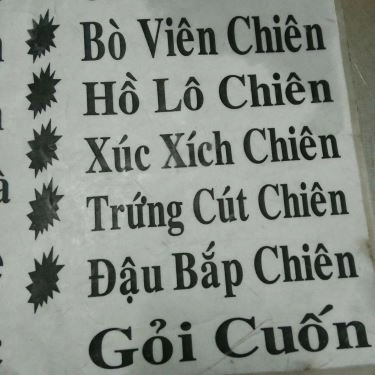 Bò Viên Chiên
Hồ Lô Chiên
Xúc Xích Chiên
Trứng Cút Chiên
Đậu Bắp Chiên
Gỏi Cuốn